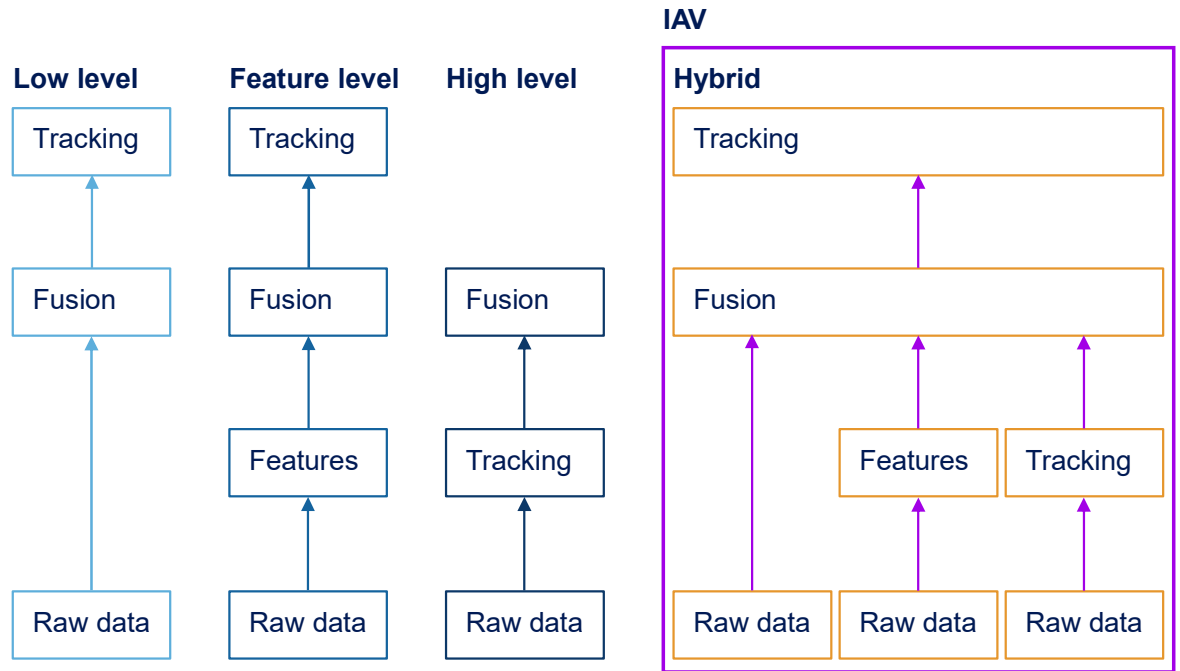 IAV
Low level
Feature level
High level
Hybrid
Tracking
Tracking
Tracking
Fusion
Fusion
Fusion
Fusion
Features
Tracking
Features
Tracking
Raw data
Raw data
Raw data
Raw data
Raw data
Raw data